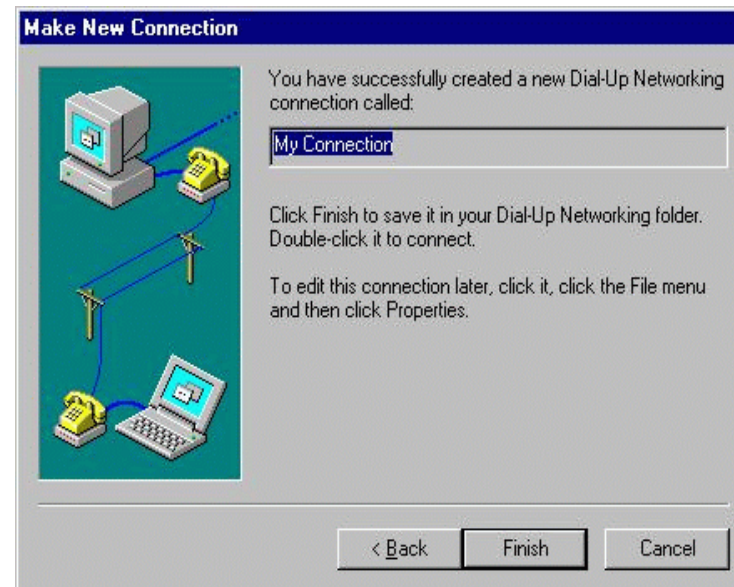 Make New Connection
You have successfully created a new Dial-Up Networking
connection called:
My Connection
Click Finish to save it in your Dial-Up Networking folder.
Double-click it to connect.
To edit this connection later, click it, click the File menu
and then click Properties.
< Back
Finish
Cancel